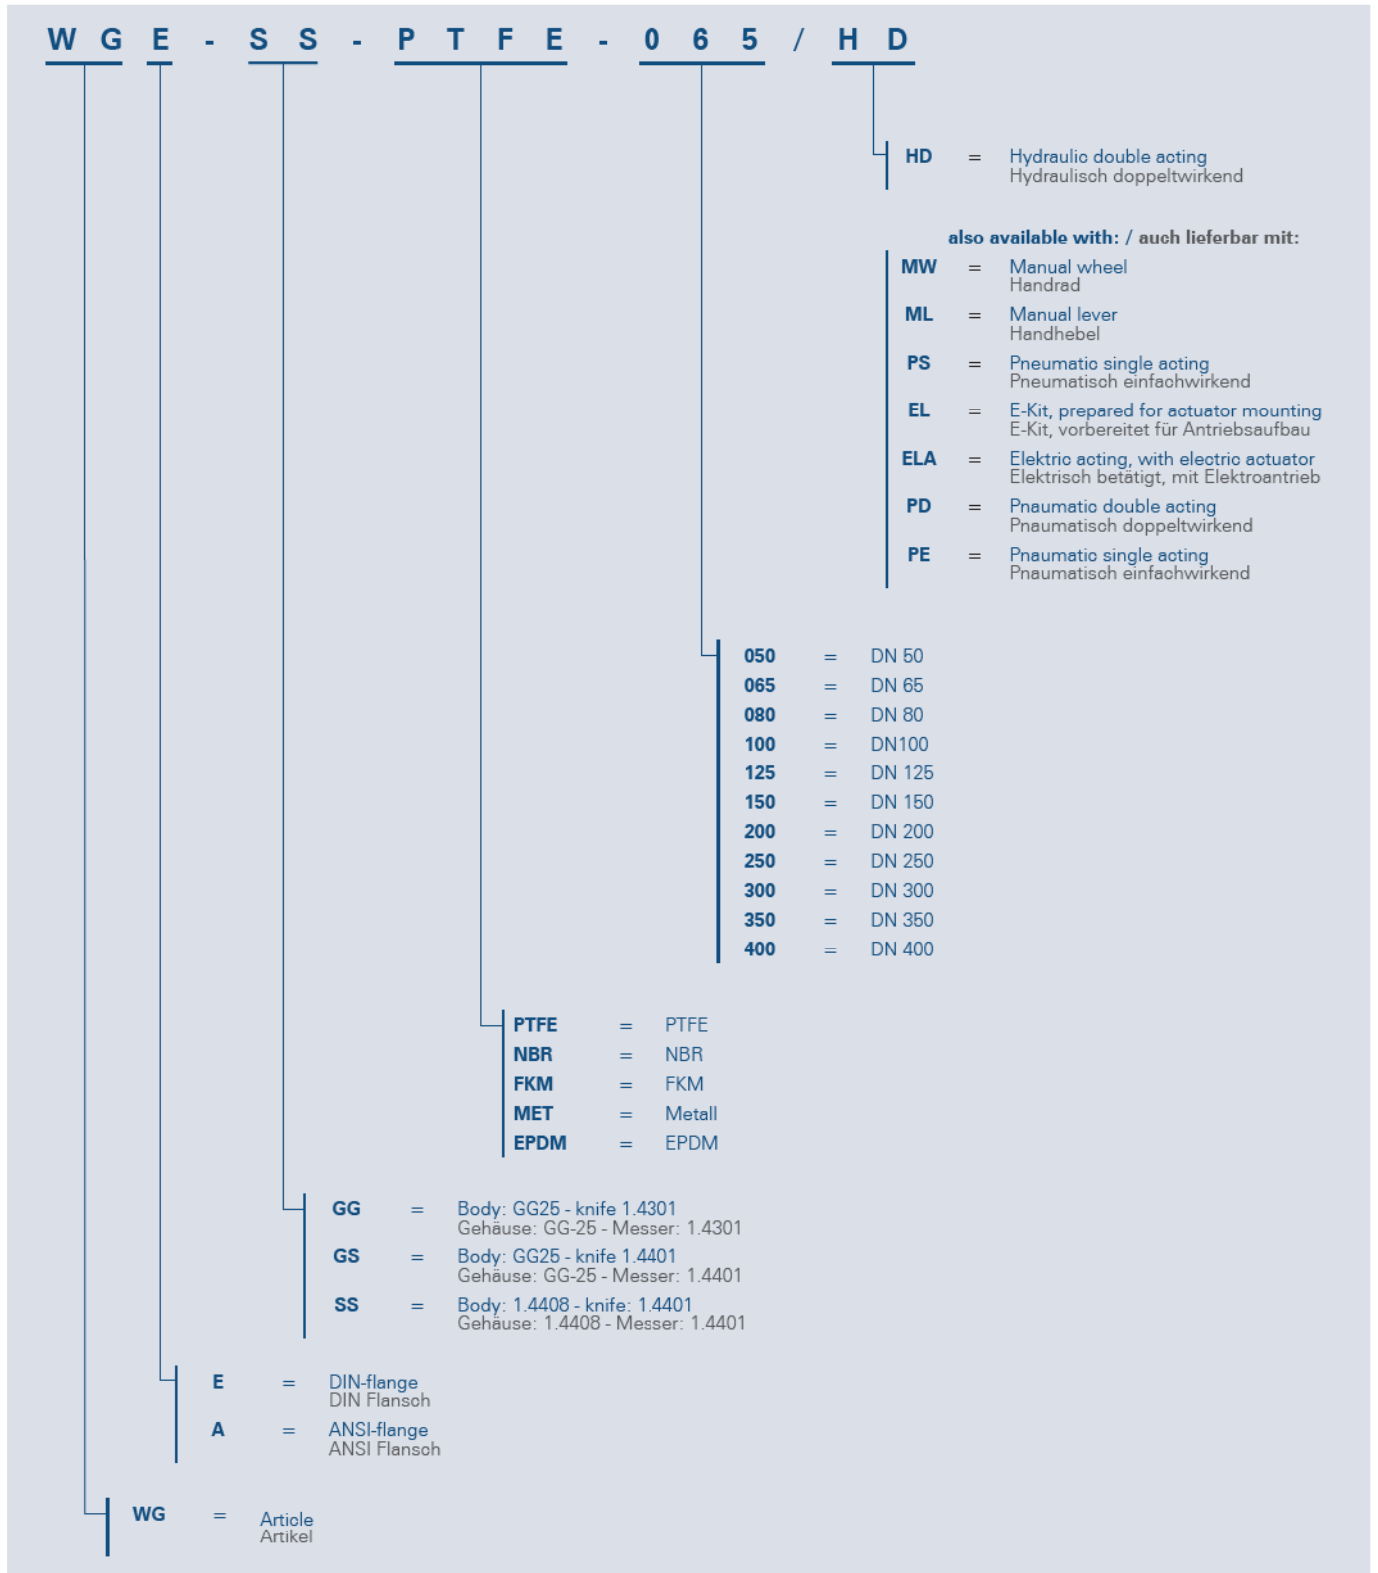 W G E - S S - P T F E - 0 6 5 / H D
HD = Hydraulic double acting
Hydraulisch doppeltwirkend
also available with: / auch lieferbar mit:
MW = Manual wheel
Handrad
ML = Manual lever
Handhebel
PS = Pneumatic single acting
Pneumatisch einfachwirkend
EL = E-Kit, prepared for actuator mounting
E-Kit, vorbereitet für Antriebsaufbau
ELA = Elektric acting, with electric actuator
Elektrisch betätigt, mit Elektroantrieb
PD = Pnaumatic double acting
Pnaumatisch doppeltwirkend
PE = Pnaumatic single acting
Pnaumatisch einfachwirkend
050 = DN 50
065 = DN 65
080 = DN 80
100 = DN100
125 = DN 125
150 = DN 150
200 = DN 200
250 = DN 250
300 = DN 300
350 = DN 350
400 = DN 400
PTFE = PTFE
NBR = NBR
FKM = FKM
MET = Metall
EPDM = EPDM
GG = Body: GG25 - knife 1.4301
Gehäuse: GG-25 - Messer: 1.4301
GS = Body: GG25 - knife 1.4401
Gehäuse: GG-25 - Messer: 1.4401
SS = Body: 1.4408 - knife: 1.4401
Gehäuse: 1.4408 - Messer: 1.4401
E = DIN-flange
DIN Flansch
A = ANSI-flange
ANSI Flansch
WG = Article
Artikel